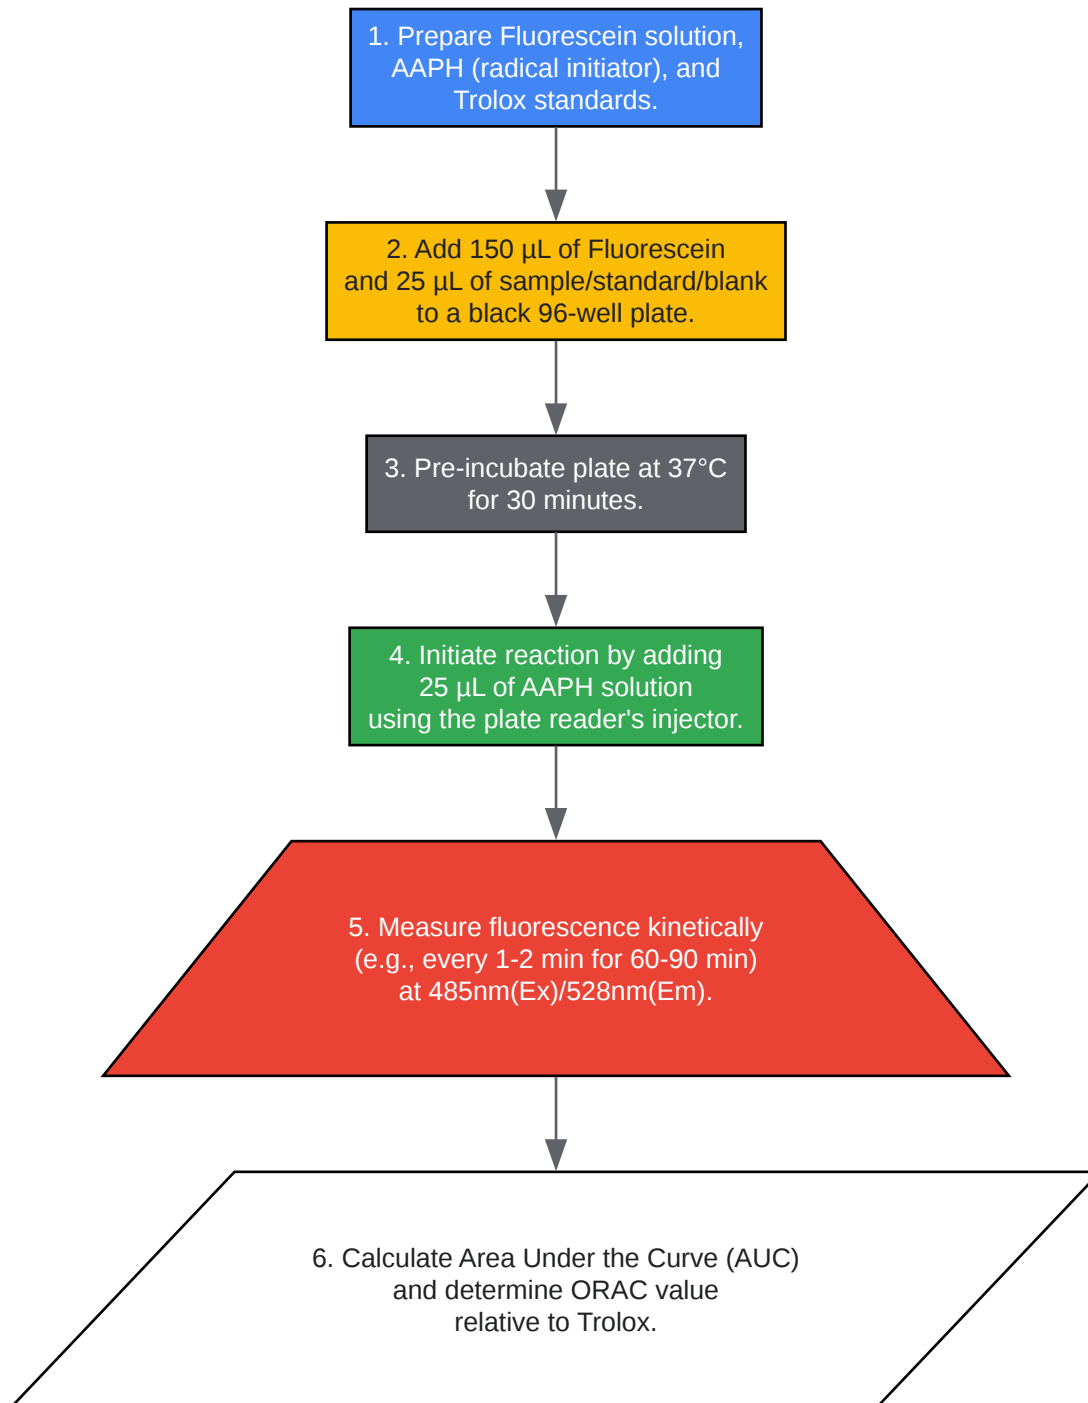 1. Prepare Fluorescein solution,
AAPH (radical initiator), and
Trolox standards.
2. Add 150 µL of Fluorescein
and 25 µL of sample/standard/blank
to a black 96-well plate.
3. Pre-incubate plate at 37°C
for 30 minutes.
4. Initiate reaction by adding
25 µL of AAPH solution
using the plate reader's injector.
5. Measure fluorescence kinetically
(e.g., every 1-2 min for 60-90 min)
at 485nm(Ex)/528nm(Em).
6. Calculate Area Under the Curve (AUC)
and determine ORAC value
relative to Trolox.